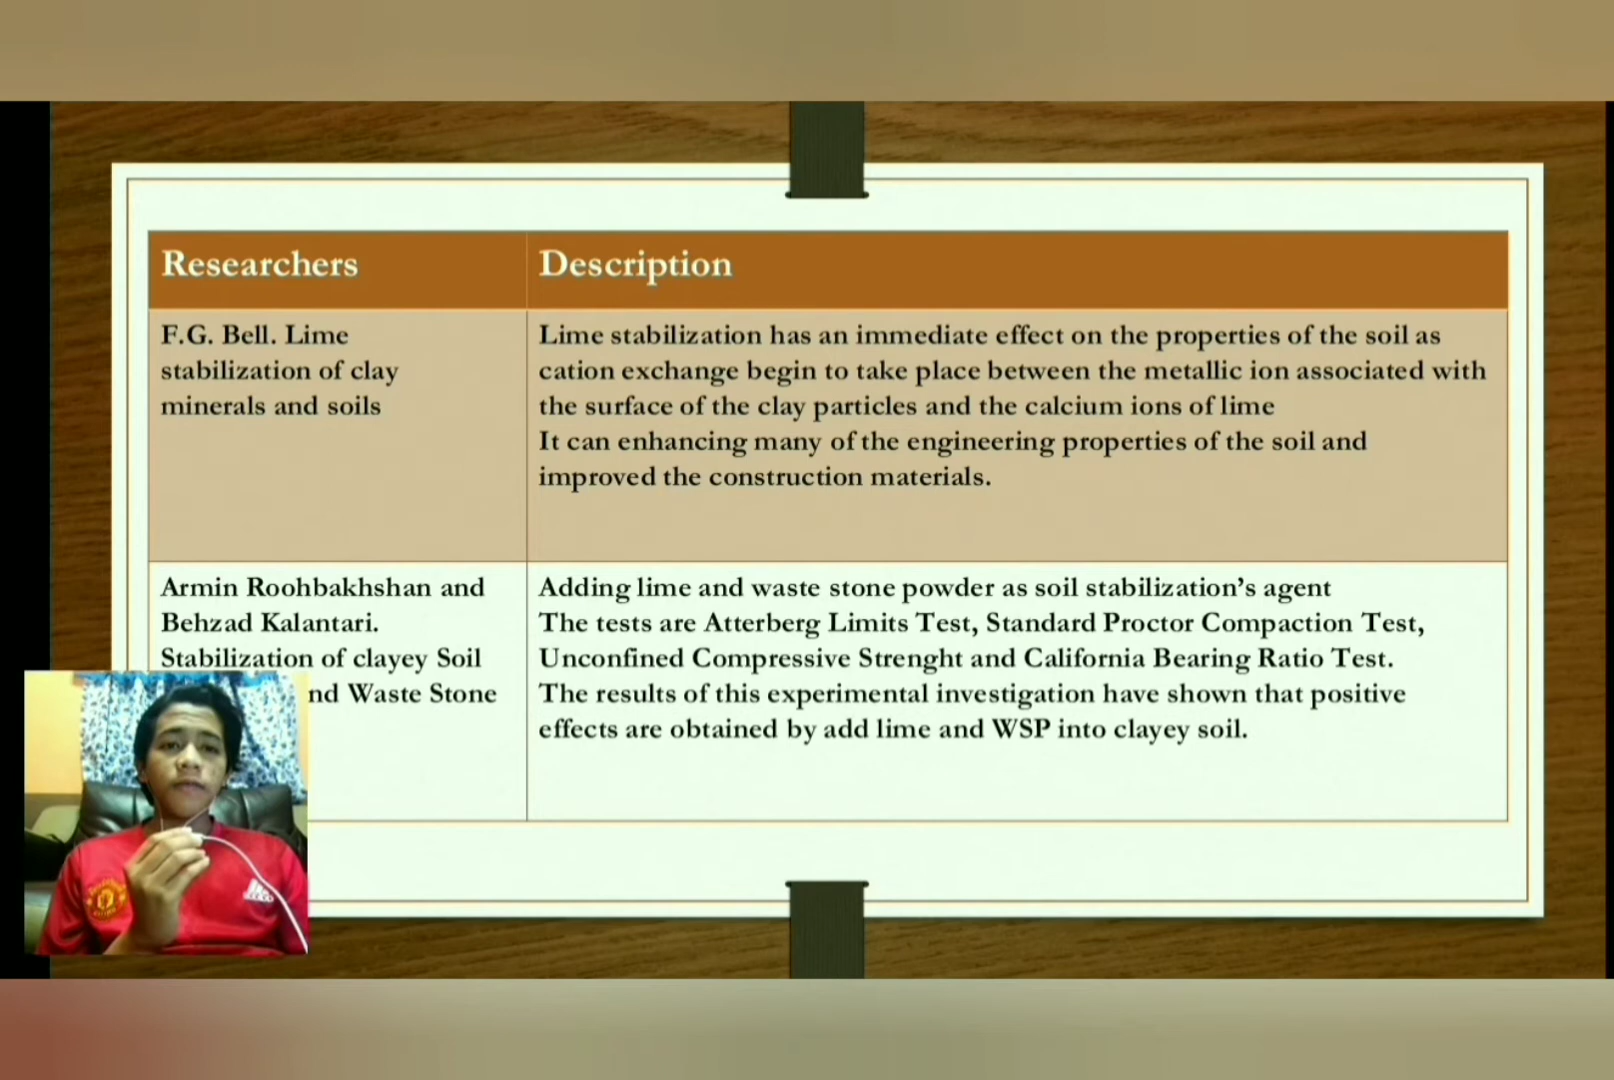 Researchers
Description
F.G. Bell. Lime
stabilization of clay
minerals and soils
Lime stabilization has an immediate effect on the properties of the soil as
cation exchange begin to take place between the metallic ion associated with
the surface of the clay particles and the calcium ions of lime
It can enhancing many of the engineering properties of the soil and
improved the construction materials.
Armin Roohbakhshan and
Behzad Kalantari.
Stabilization of clayey Soil
nd Waste Stone
Adding lime and waste stone powder as soil stabilization’s agent
The tests are Atterberg Limits Test, Standard Proctor Compaction Test,
Unconfined Compressive Strenght and California Bearing Ratio Test.
The results of this experimental investigation have shown that positive
effects are obtained by add lime and WSP into clayey soil.